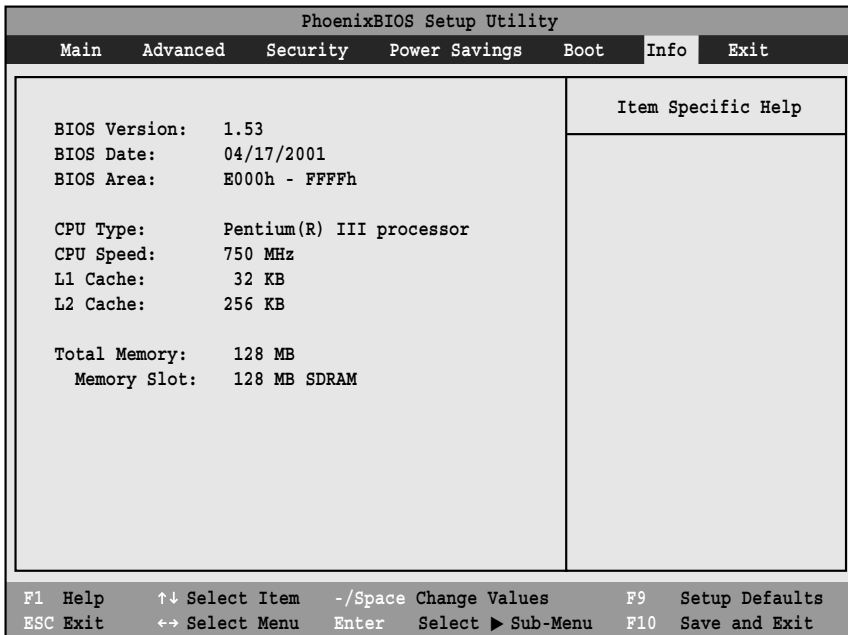 PhoenixBIOS Setup Utility
Main Advanced Security Power Savings Boot Info Exit
Item Specific Help
BIOS Version: 1.53
BIOS Date: 04/17/2001
BIOS Area: E000h - FFFFh
CPU Type: Pentium(R) III processor
CPU Speed: 750 MHz
L1 Cache: 32 KB
L2 Cache: 256 KB
Total Memory: 128 MB
Memory Slot: 128 MB SDRAM
F1 Help ↑↓ Select Item -/Space Change Values F9 Setup Defaults
ESC Exit ←→ Select Menu Enter Select ▶ Sub-Menu F10 Save and Exit